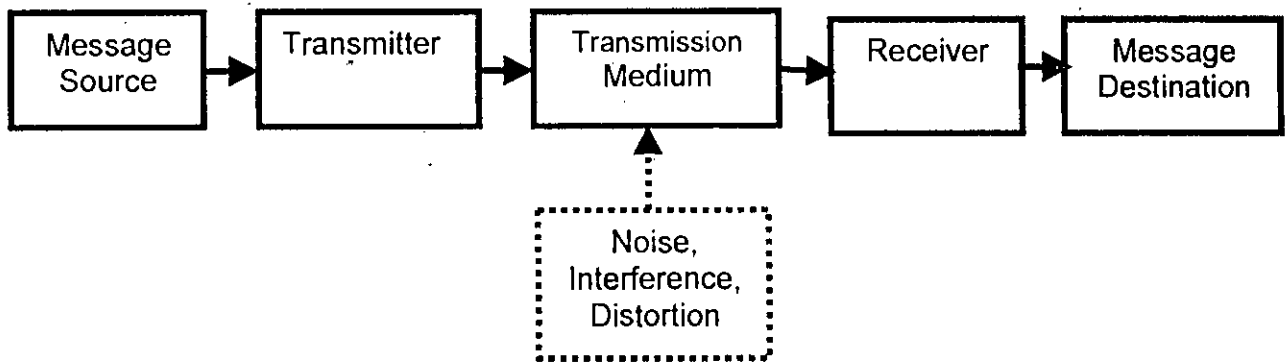 Message
Source
Transmitter
Transmission
Medium
Receiver
Message
Destination
Noise,
Interference,
Distortion